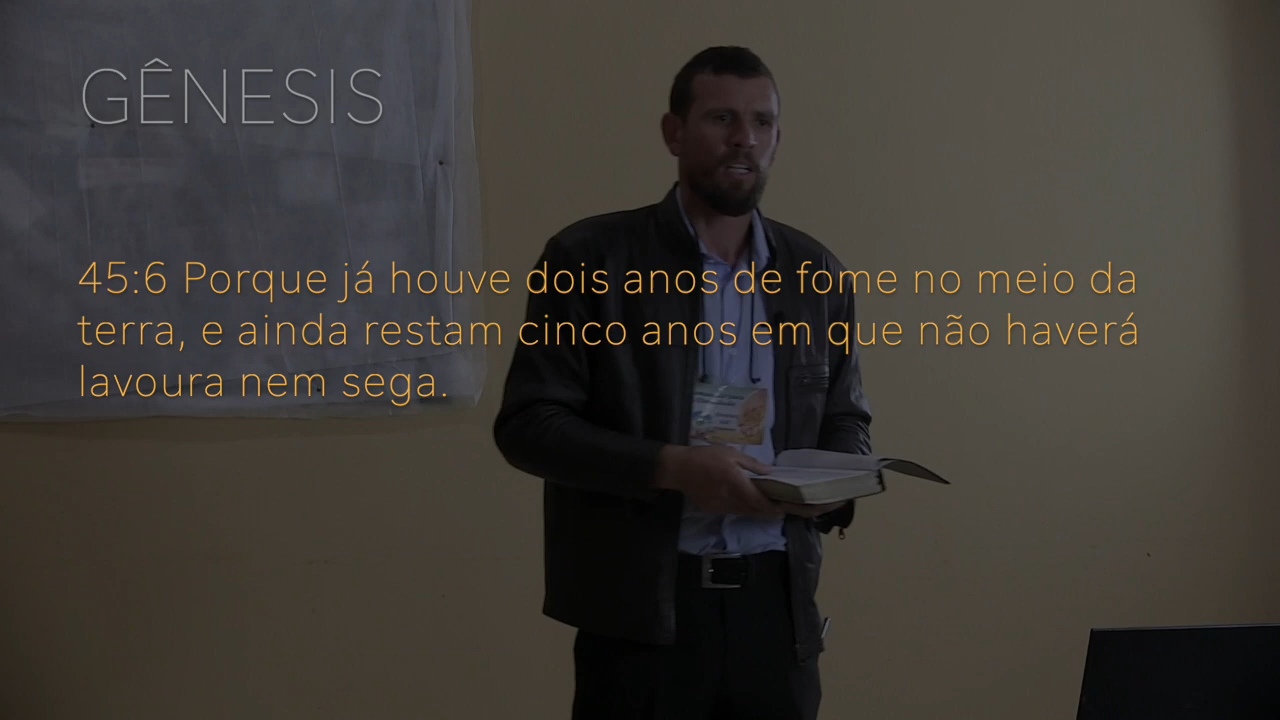 GÊNESIS
45:6 Porque já houve dois anos de fome no meio da
terra, e ainda restam cinco anos em que não haverá
lavoura nem sega.